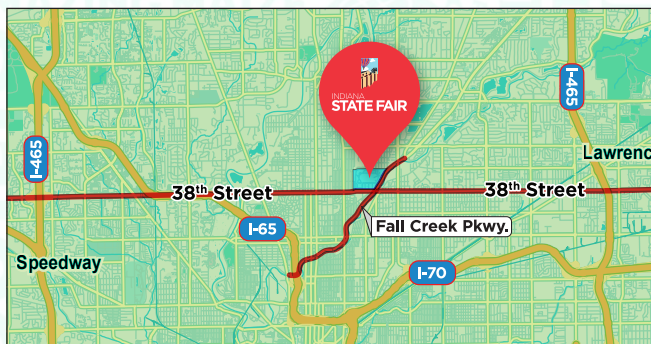 INDIANA
STATE FAIR
I-465
I-465
Lawrenc
38th Street
38th Street
I-65
Fall Creek Pkwy.
Speedway
I-70